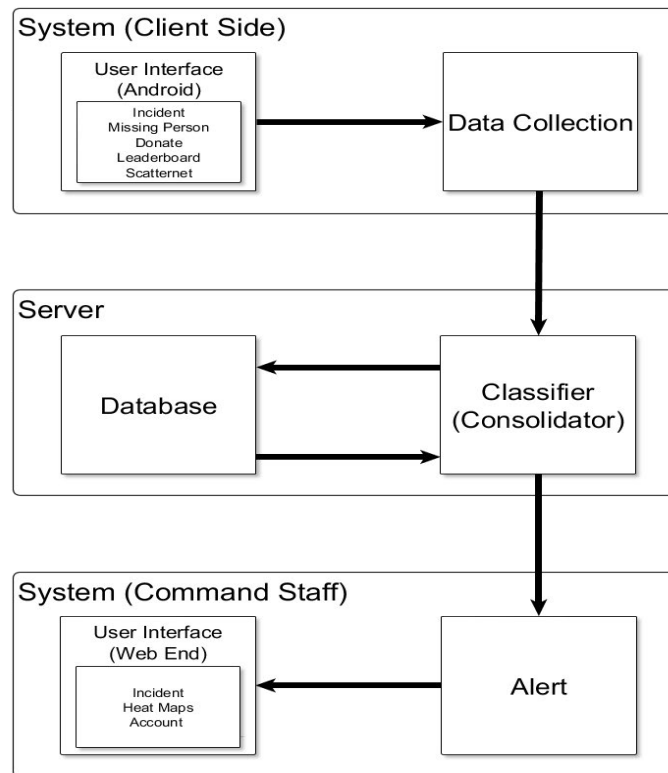 System (Client Side)
User Interface
(Android)
Incident
Missing Person
Donate
Leaderboard
Scatternet
Data Collection
Server
Database
Classifier
(Consolidator)
System (Command Staff)
User Interface
(Web End)
Incident
Heat Maps
Account
Alert